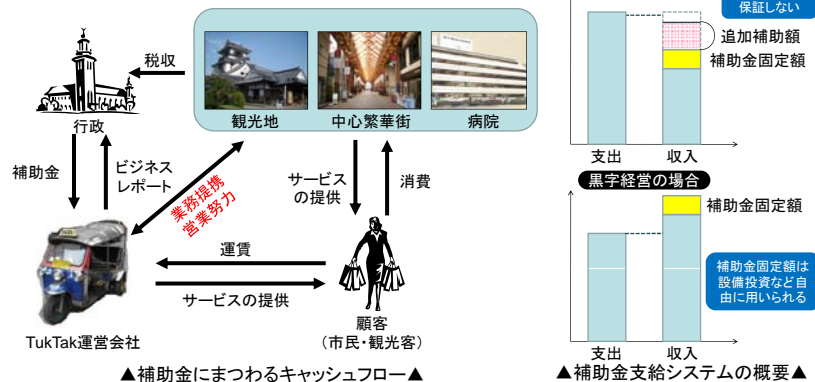 税収
観光地
中心繁華街
病院
行政
補助金
ビジネス
レポート
業務提携
営業努力
サービス
の提供
消費
運賃
サービスの提供
TukTak運営会社
顧客
(市民・観光客)
▲補助金にまつわるキャッシュフロー▲
保証しない
追加補助額
補助金固定額
支出
収入
黒字経営の場合
補助金固定額
補助金固定額は
設備投資など自
由に用いられる
支出
収入
▲補助金支給システムの概要▲